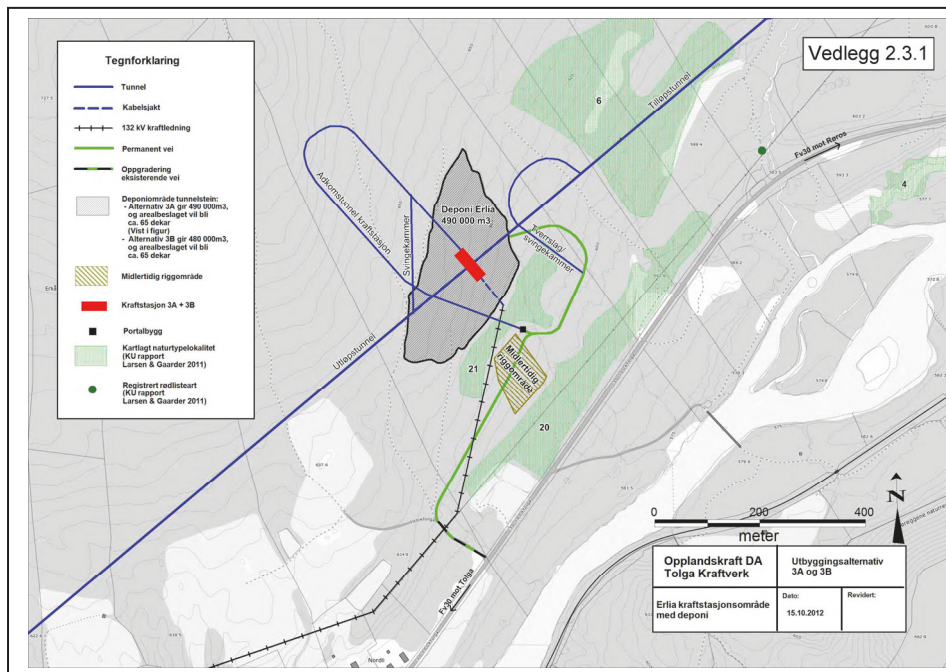 Vedlegg 2.3.1
Tegnforklaring
Tunnel
Kabelsjakt
132 kV kraftledning
Permanent vei
Oppgradering
eksisterende vei
Deponiområde tunnelstein:
- Alternativ 3A gir 490 000m3,
og arealbeslaget vil bli
ca. 65 dekar
(Vist i figur)
- Alternativ 3B gir 480 000m3,
og arealbeslaget vil bli
ca. 65 dekar
Midlertidig riggområde
Kraftstasjon 3A + 3B
Portalbygg
Kartlagt naturtypelokalitet
(KU rapport
Larsen & Gaarder 2011)
Registrert rødlisteart
(KU rapport
Larsen & Gaarder 2011)
6
Tilløpstunnel
Fv30 mot Røros
4
Adkomstunnel kraftstasjon
Deponi Erlia
490 000 m3
Svingekammer
Tverrslag/
svingekammer
Utløpstunnel
21
Midlertidig
riggområde
20
Fv30 mot Tolga
Nordli
N
0 200 400
meter
Opplandskraft DA
Tolga Kraftverk
Utbyggingsalternativ
3A og 3B
Erlia kraftstasjonsområde
med deponi
Dato:
15.10.2012
Revidert: